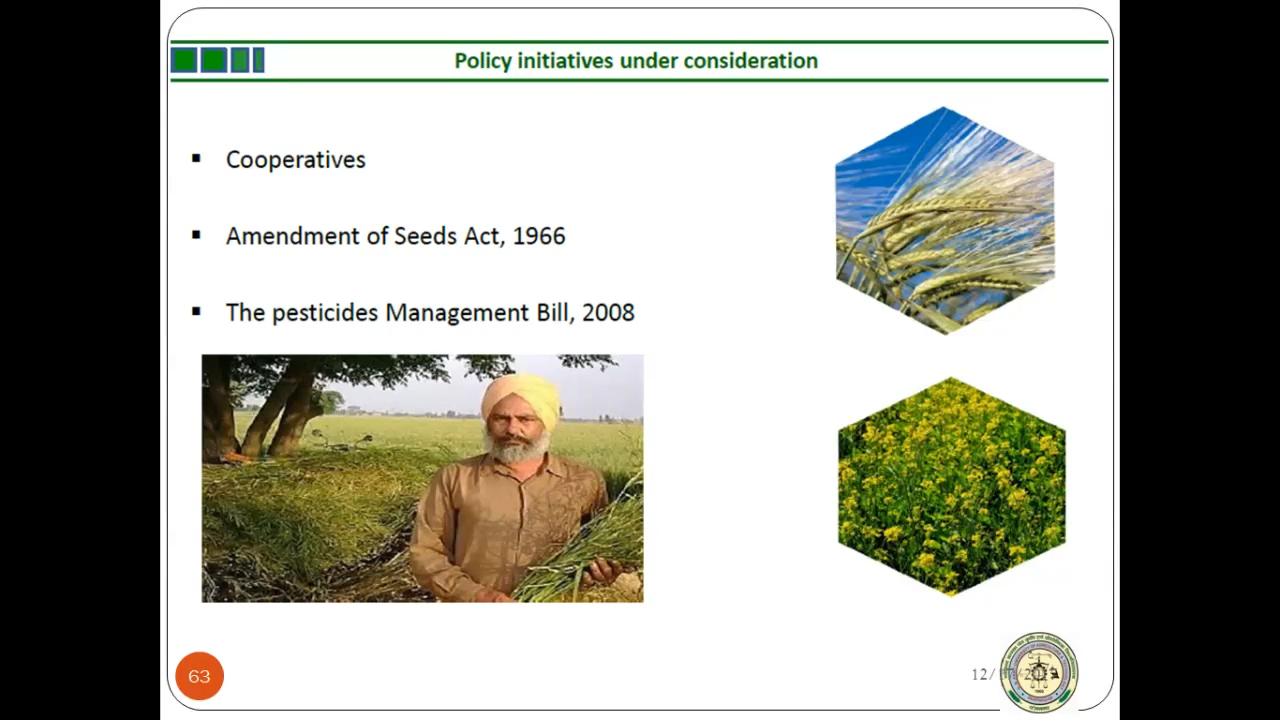 Policy initiatives under consideration
Cooperatives
Amendment of Seeds Act, 1966
The pesticides Management Bill, 2008
63